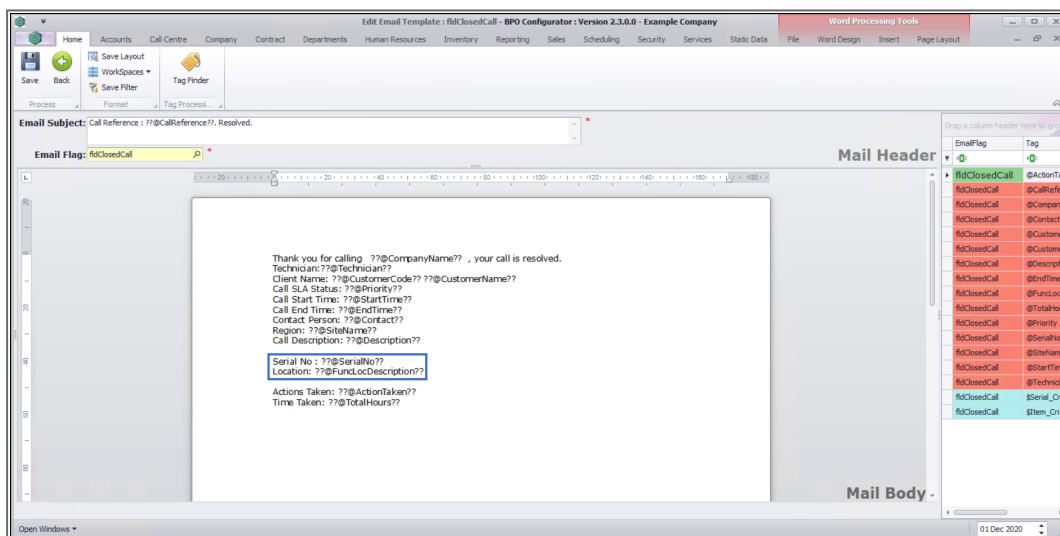 Edit Email Template : fldClosedCall - BPO Configurator : Version 2.3.0.0 - Example Company
Word Processing Tools
Home Accounts Call Centre Company Contract Departments Human Resources Inventory Reporting Sales Scheduling Security Services Static Data File Word Design Insert Page Layout
Save Layout
WorkSpaces
Save Filter
Save Back Tag Finder
Process Format Tag Processi...
Email Subject: Call Reference : ??@CallReference??. Resolved. *
Email Flag: fldClosedCall *
Mail Header
Drag a column header here to gro
EmailFlag Tag
fldClosedCall @ActionTa
fldClosedCall @CallRefe
fldClosedCall @Compan
fldClosedCall @Contact
fldClosedCall @Custome
fldClosedCall @Custome
fldClosedCall @Descript
fldClosedCall @EndTime
fldClosedCall @FuncLoc
fldClosedCall @TotalHou
fldClosedCall @Priority
fldClosedCall @SerialNo
fldClosedCall @SiteNam
fldClosedCall @StartTim
fldClosedCall @Technici
fldClosedCall $Serial_Cr
fldClosedCall $Item_Cri
Thank you for calling ??@CompanyName?? , your call is resolved.
Technician:??@Technician??
Client Name: ??@CustomerCode?? ??@CustomerName??
Call SLA Status: ??@Priority??
Call Start Time: ??@StartTime??
Call End Time: ??@EndTime??
Contact Person: ??@Contact??
Region: ??@SiteName??
Call Description: ??@Description??
Serial No : ??@SerialNo??
Location: ??@FuncLocDescription??
Actions Taken: ??@ActionTaken??
Time Taken: ??@TotalHours??
Mail Body
Open Windows
01 Dec 2020